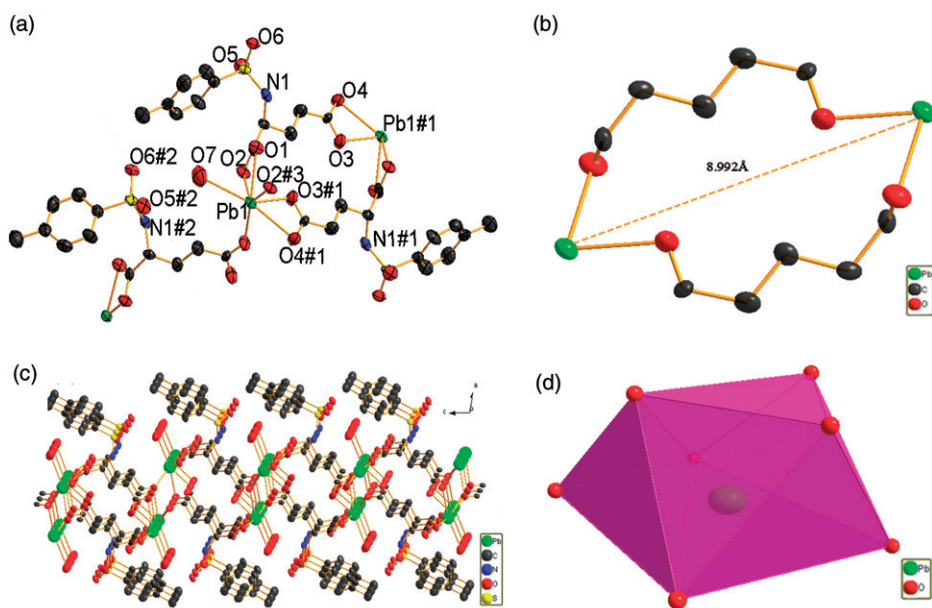 (a)
O6
O5
N1
O4
Pb1#1
O1
O3
O6#2
O7
O2
O2#3
O3#1
O5#2
Pb1
N1#2
O4#1
N1#1
(b)
8.992Å
Pb
C
O
(c)
c
Pb
C
N
O
S
(d)
Pb
O